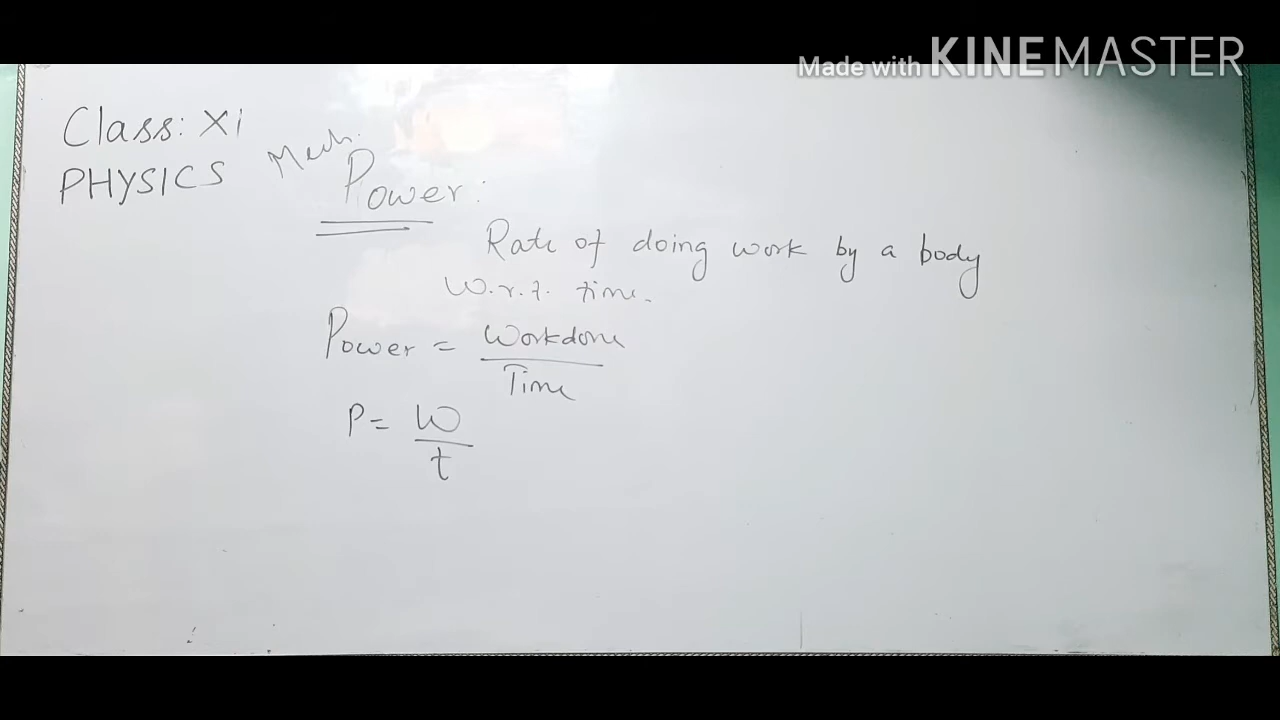 Made with KINEMASTER
Class: Xi
PHYSICS
Mech.
Power:
Rate of doing work by a body
W.r.t. time.
Power = Workdone
Time
P = W
t